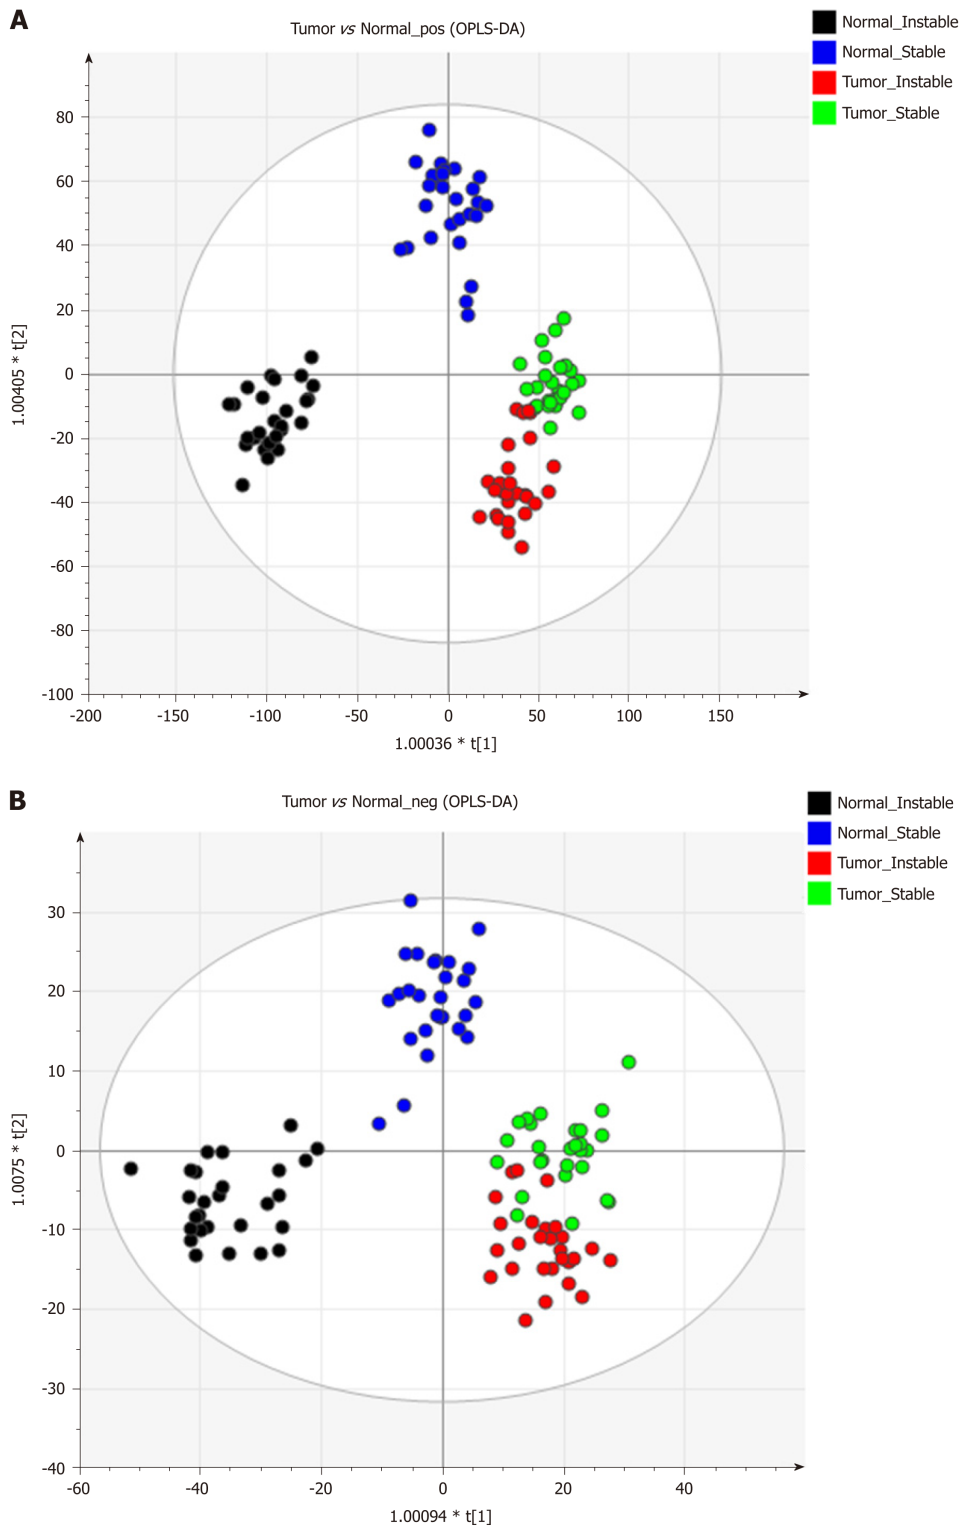 A
Tumor vs Normal_pos (OPLS-DA)
Normal_Instable
Normal_Stable
Tumor_Instable
Tumor_Stable
80
60
40
20
0
-20
-40
-60
-80
-100
1.00405 * t[2]
-200 -150 -100 -50 0 50 100 150
1.00036 * t[1]
B
Tumor vs Normal_neg (OPLS-DA)
Normal_Instable
Normal_Stable
Tumor_Instable
Tumor_Stable
30
20
10
0
-10
-20
-30
-40
1.0075 * t[2]
-60 -40 -20 0 20 40
1.00094 * t[1]